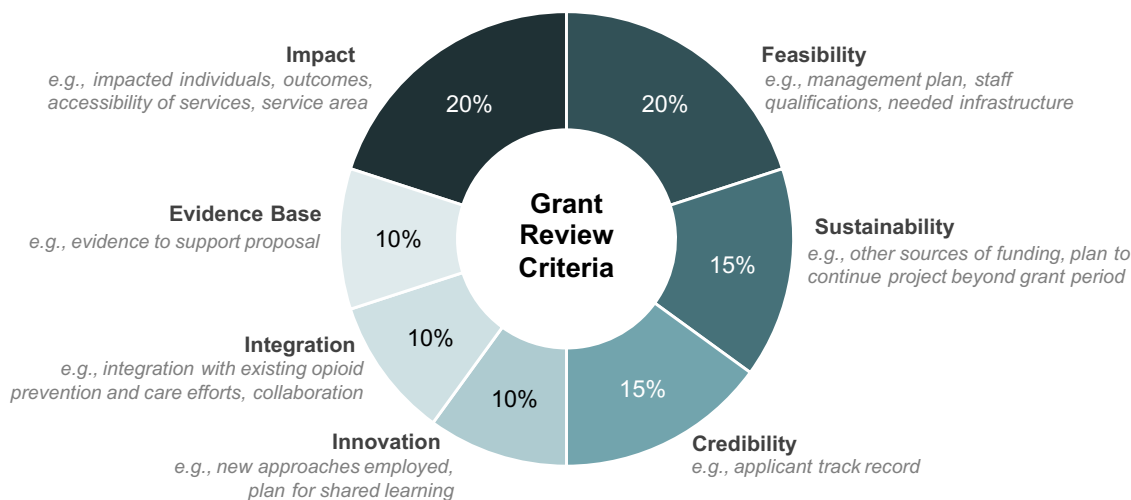 Impact
e.g., impacted individuals, outcomes,
accessibility of services, service area
20%
Feasibility
e.g., management plan, staff
qualifications, needed infrastructure
20%
Grant
Review
Criteria
Evidence Base
e.g., evidence to support proposal
10%
Sustainability
e.g., other sources of funding, plan to
continue project beyond grant period
15%
Integration
e.g., integration with existing opioid
prevention and care efforts, collaboration
10%
Innovation
e.g., new approaches employed,
plan for shared learning
10%
Credibility
e.g., applicant track record
15%